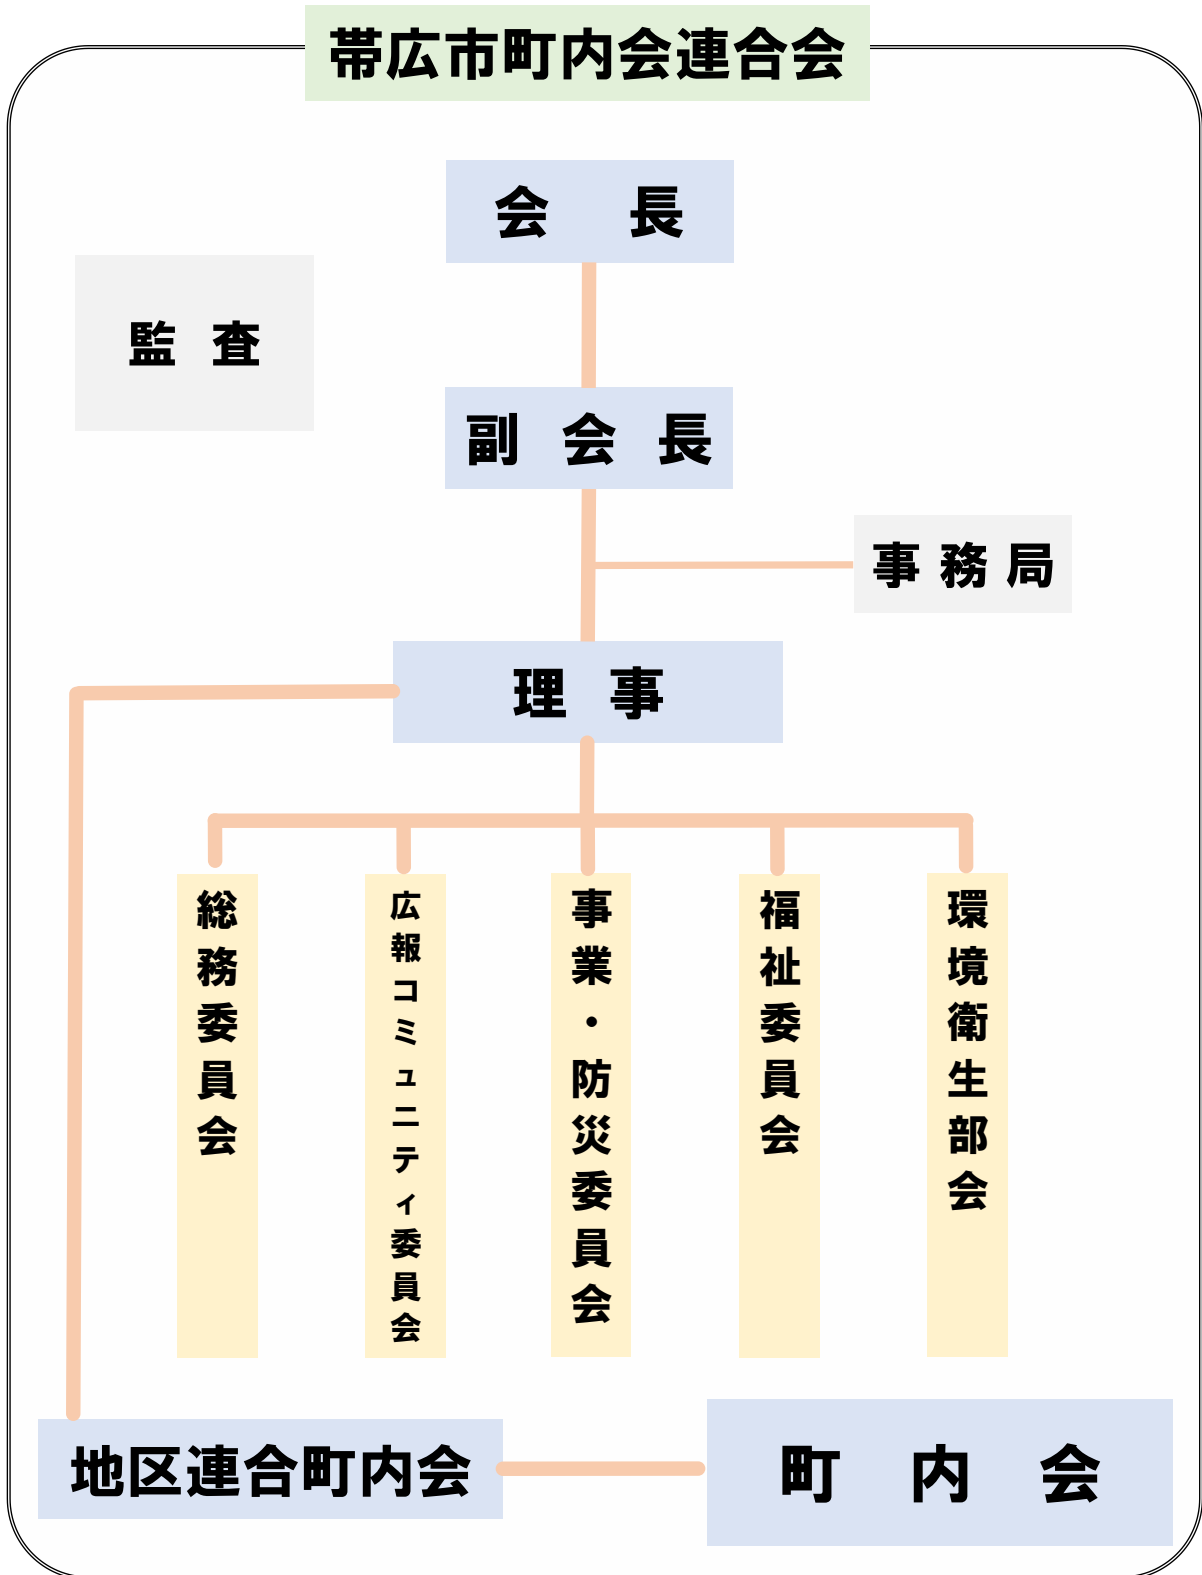 帯広市町内会連合会
会　長
監　査
副　会　長
事 務 局
理　事
総務委員会
広報コミュニティ委員会
事業・防災委員会
福祉委員会
環境衛生部会
地区連合町内会
町　内　会